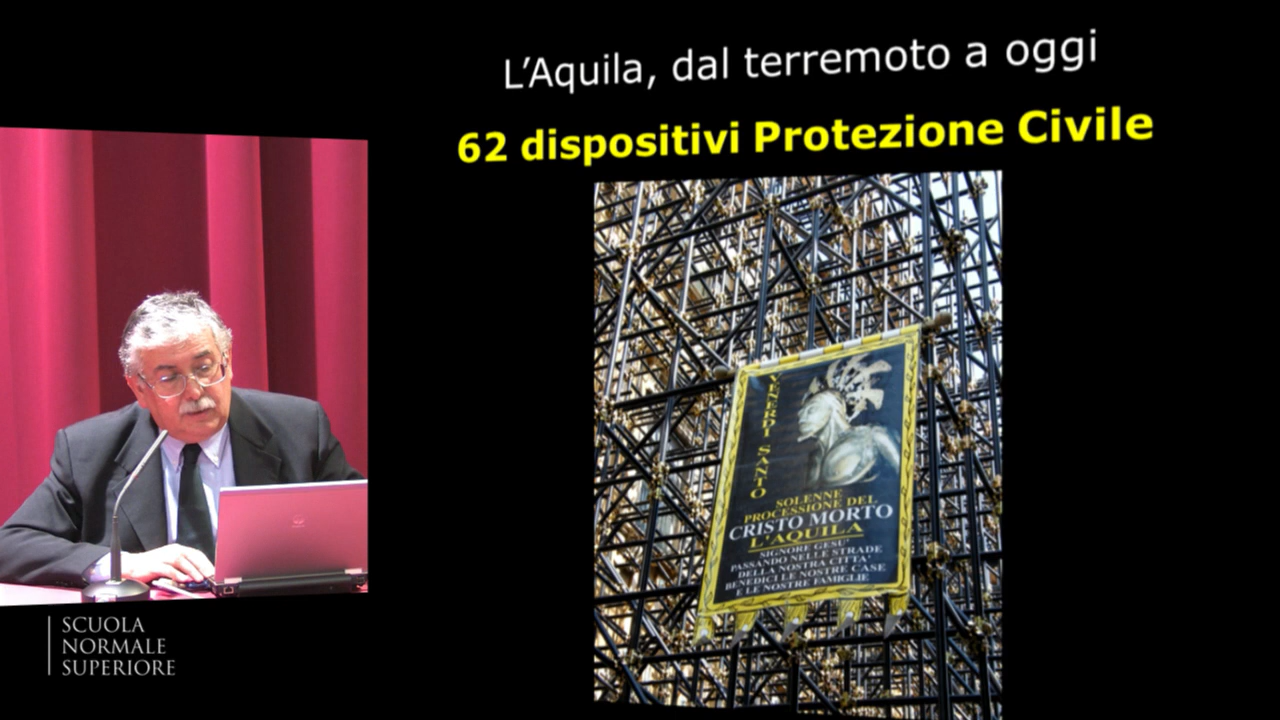 L'Aquila, dal terremoto a oggi
62 dispositivi Protezione Civile
VENERDI SANTO
SOLENNE
PROCESSIONE DEL
CRISTO MORTO
L'AQUILA
SIGNORE GESU'
PASSANDO NELLE STRADE
DELLA NOSTRA CITTA'
BENEDICI LE NOSTRE CASE
E LE NOSTRE FAMIGLIE
SCUOLA
NORMALE
SUPERIORE